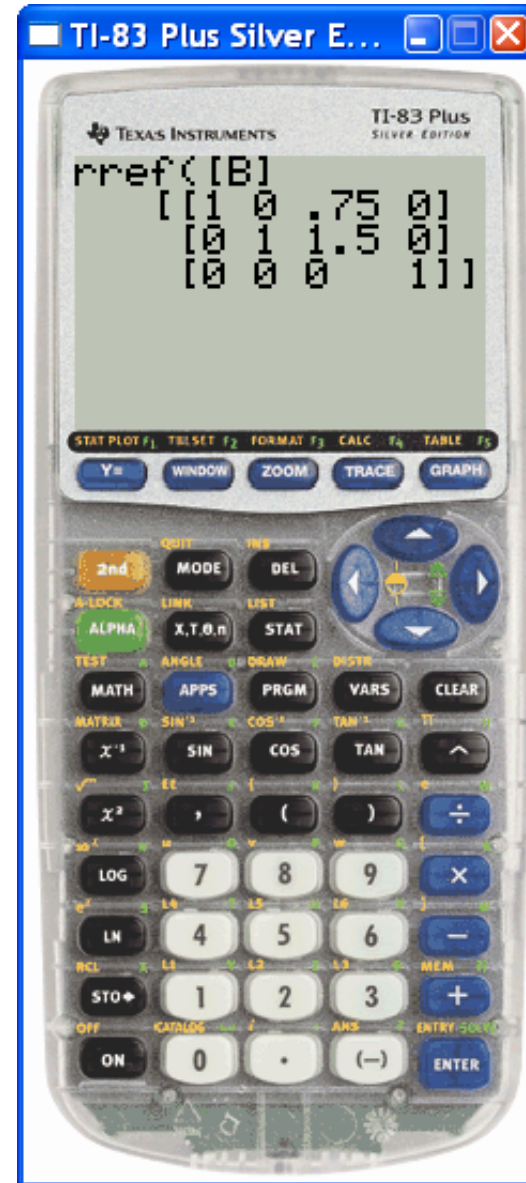 TI-83 Plus Silver E...
TI-83 Plus
TEXAS INSTRUMENTS SILVER EDITION
rref([B]
[[1 0 .75 0]
[0 1 1.5 0]
[0 0 0 1]]
STAT PLOT F1 TBLSET F2 FORMAT F3 CALC F4 TABLE F5
Y= WINDOW ZOOM TRACE GRAPH
QUIT INS
2nd MODE DEL
A-LOCK LINK LIST
ALPHA X,T,θ,n STAT
TEST A ANGLE B DRAW C DISTR
MATH APPS PRGM VARS CLEAR
MATRIX D SIN⁻¹ E COS⁻¹ F TAN⁻¹ G π H
x⁻¹ SIN COS TAN ^
x² , ( ) ÷
LOG 7 8 9 ×
L4 L5 L6
LN 4 5 6 −
RCL X L1 Y L2 Z L3 MEM
STO➔ 1 2 3 +
OFF CATALOG i ANS ENTRY SOLVE
ON 0 . (−) ENTER